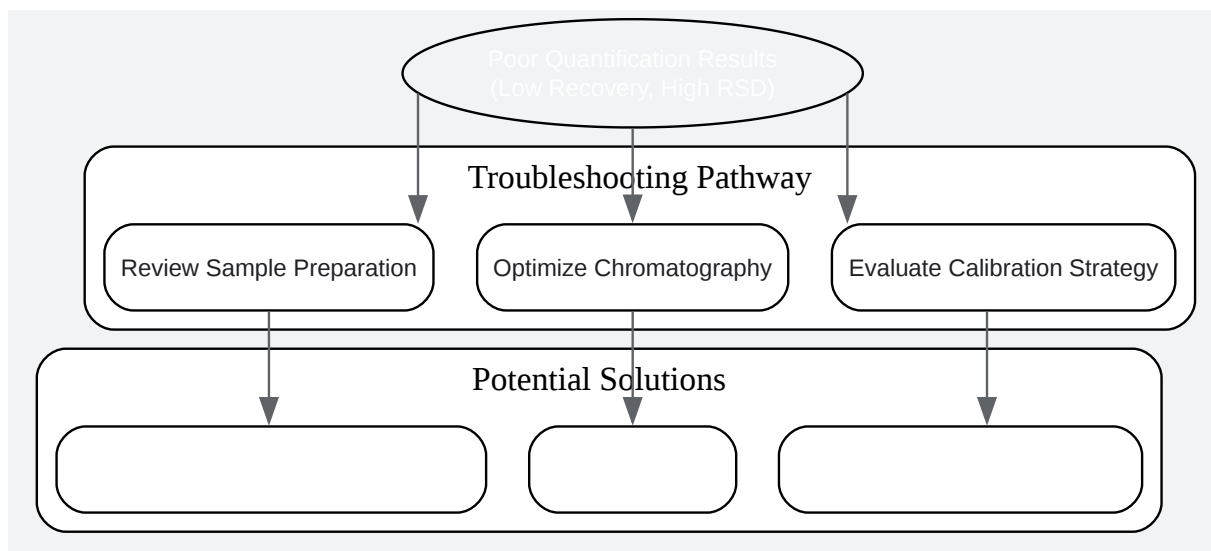 Poor Quantification Results
(Low Recovery, High RSD)
Troubleshooting Pathway
Review Sample Preparation
Optimize Chromatography
Evaluate Calibration Strategy
Potential Solutions